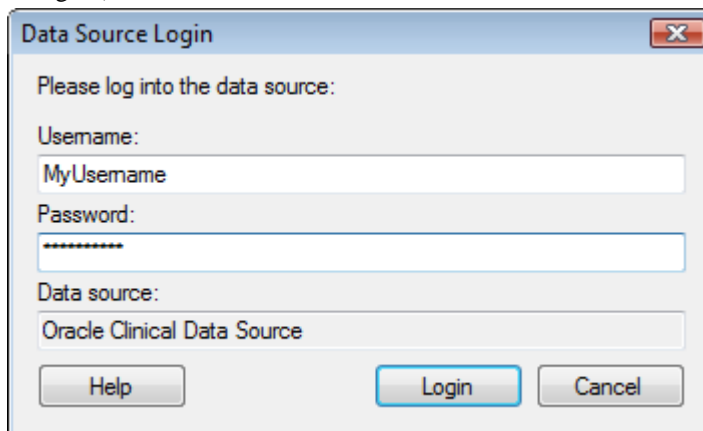 Data Source Login
Please log into the data source:
Username:
MyUsername
Password:
**********
Data source:
Oracle Clinical Data Source
Help Login Cancel